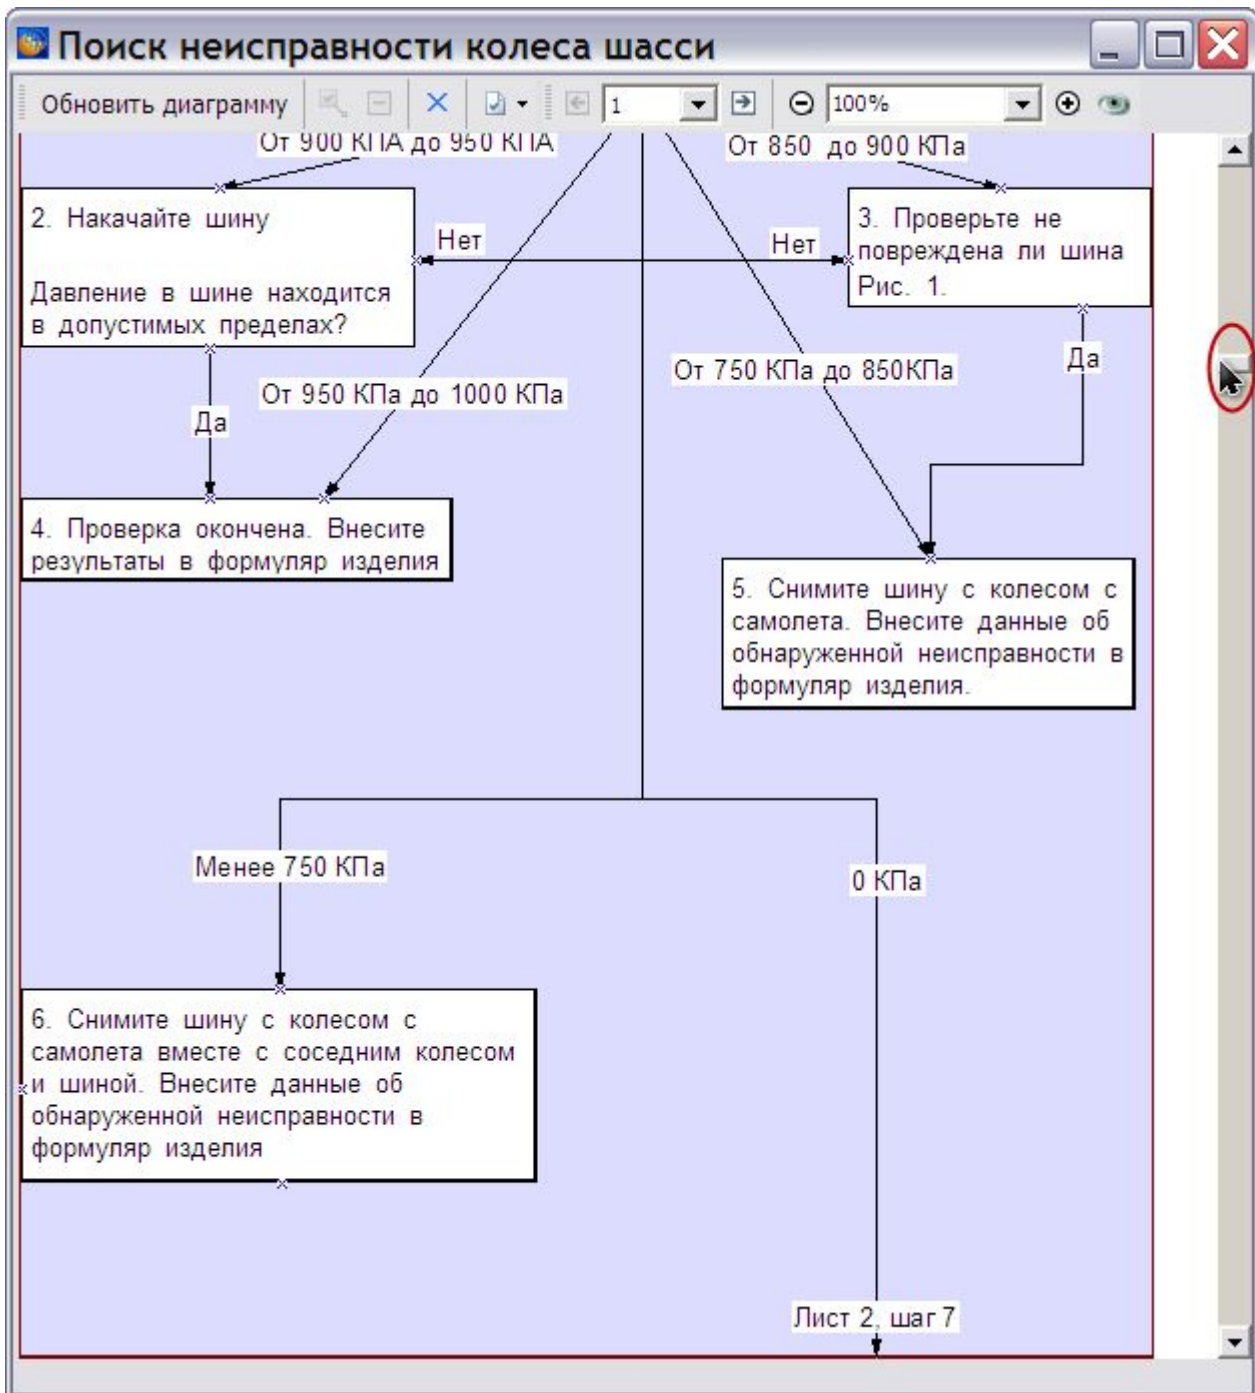 Поиск неисправности колеса шасси
Обновить диаграмму
1
100%
От 900 КПА до 950 КПА
От 850 до 900 КПа
2. Накачайте шину
Давление в шине находится
в допустимых пределах?
Нет
Нет
3. Проверьте не
повреждена ли шина
Рис. 1.
От 950 КПа до 1000 КПа
От 750 КПа до 850КПа
Да
Да
4. Проверка окончена. Внесите
результаты в формуляр изделия
5. Снимите шину с колесом с
самолета. Внесите данные об
обнаруженной неисправности в
формуляр изделия.
Менее 750 КПа
0 КПа
6. Снимите шину с колесом с
самолета вместе с соседним колесом
и шиной. Внесите данные об
обнаруженной неисправности в
формуляр изделия
Лист 2, шаг 7